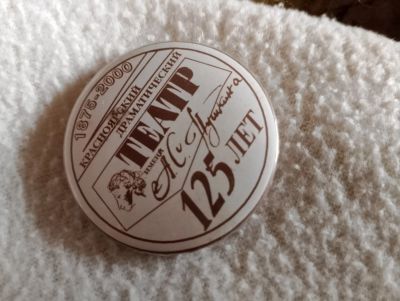 1875-2000
КРАСНОЯРСКИЙ
ДРАМАТИЧЕСКИЙ
ТЕАТР
ИМЕНИ
А.С. Пушкина
125 ЛЕТ